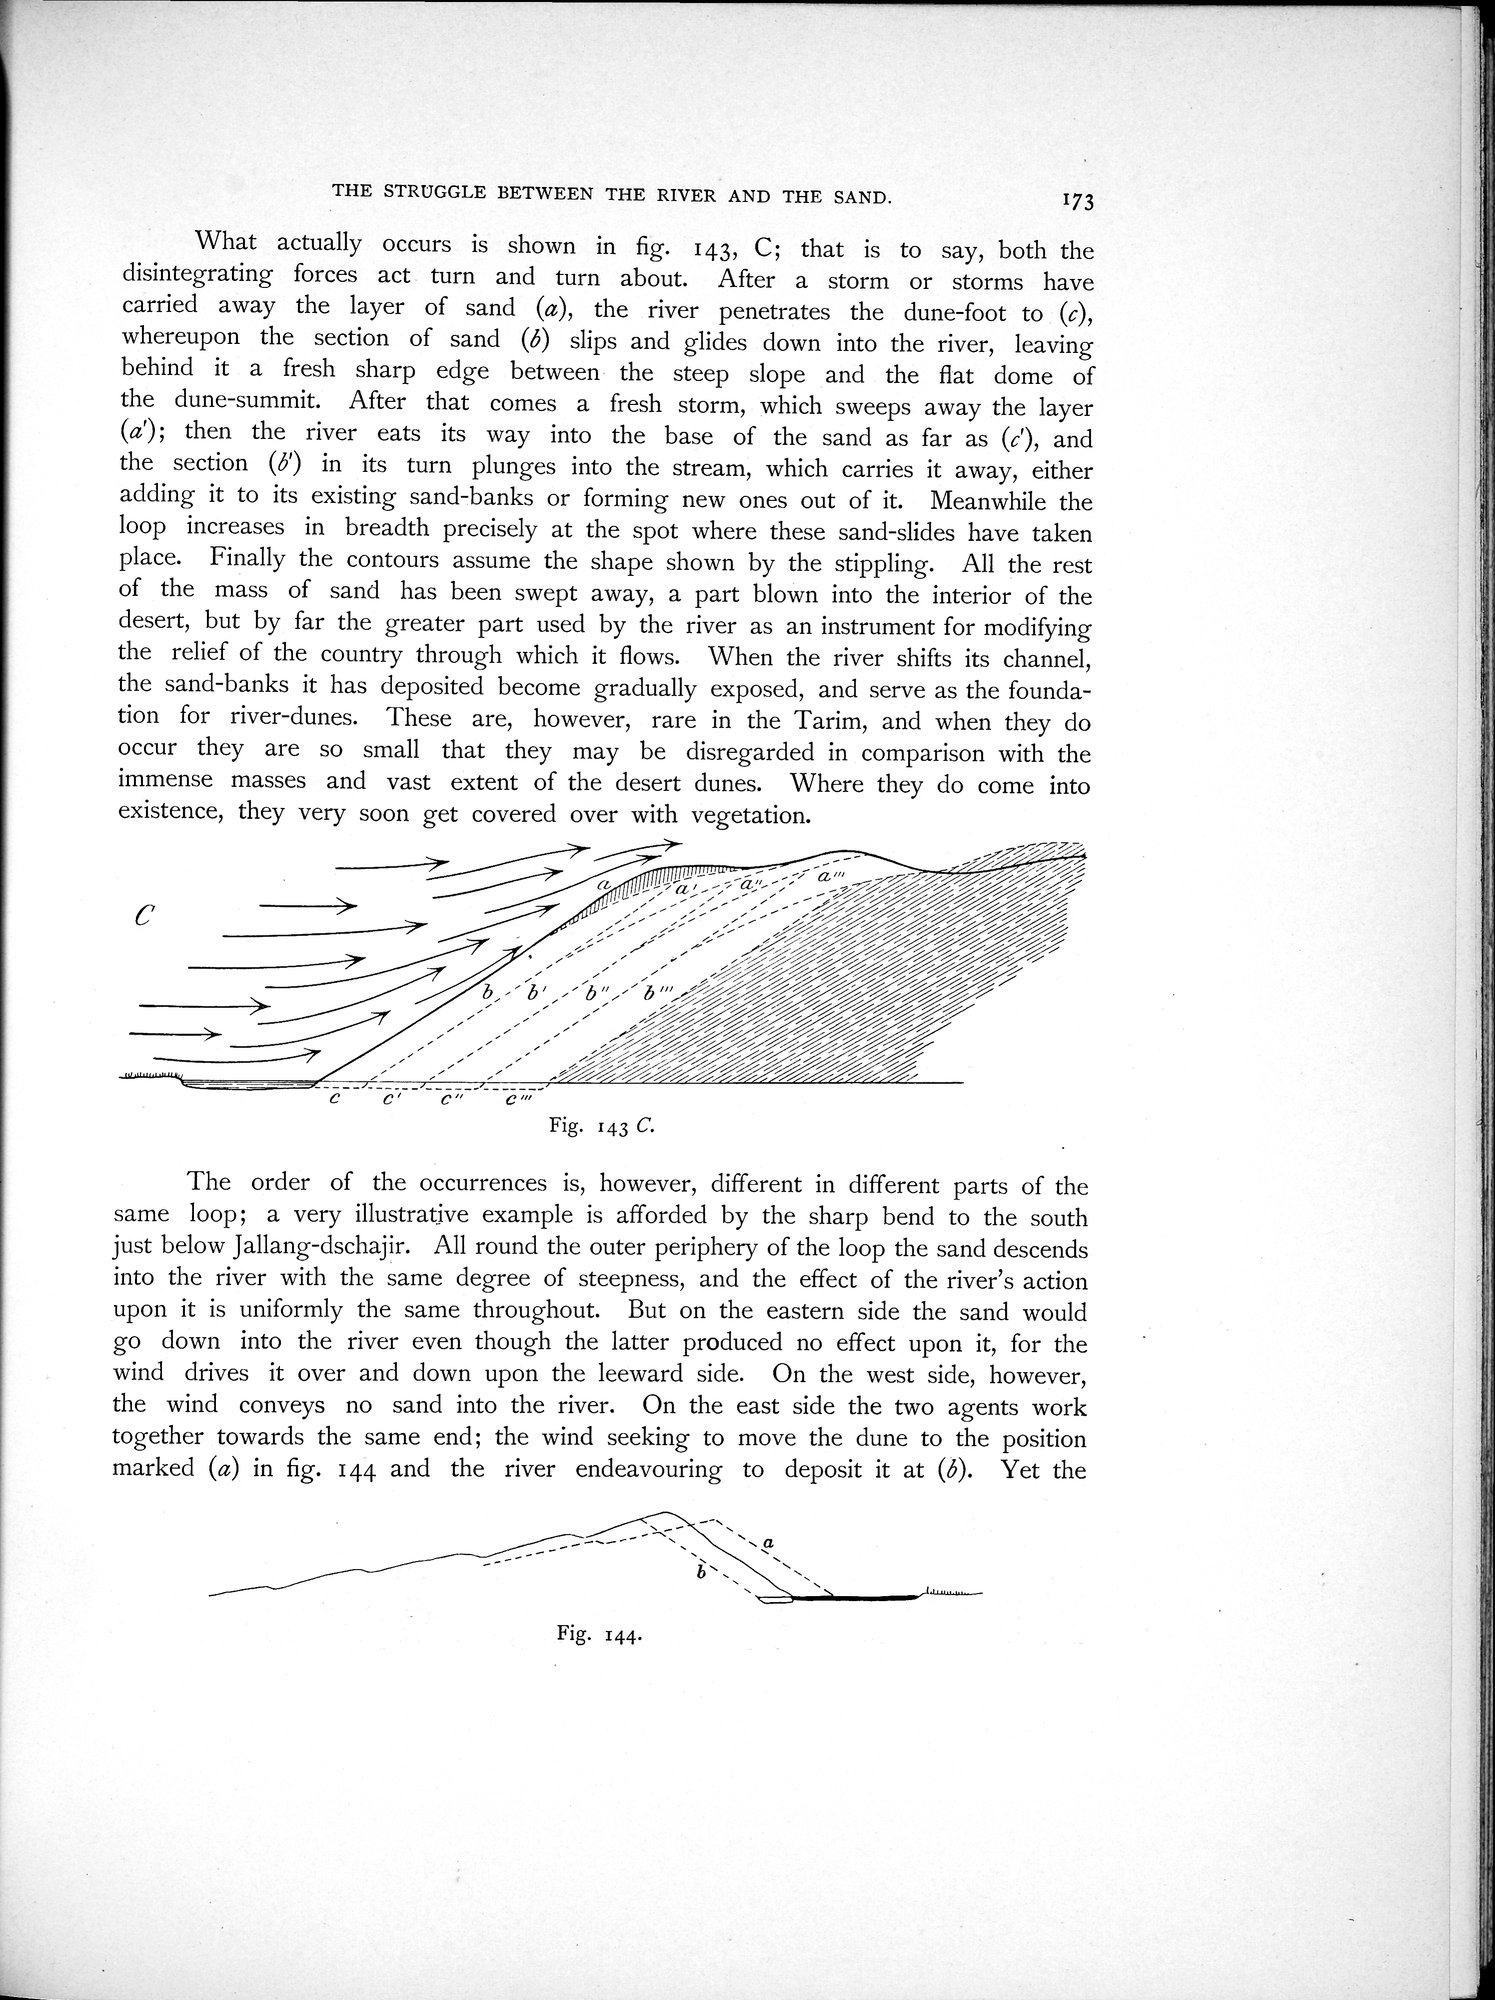 THE STRUGGLE BETWEEN THE RIVER AND THE SAND. 173
What actually occurs is shown in fig. 143, C; that is to say, both the
disintegrating forces act turn and turn about. After a storm or storms have
carried away the layer of sand (a), the river penetrates the dune-foot to (c),
whereupon the section of sand (b) slips and glides down into the river, leaving
behind it a fresh sharp edge between the steep slope and the flat dome of
the dune-summit. After that comes a fresh storm, which sweeps away the layer
(a'); then the river eats its way into the base of the sand as far as (c'), and
the section (b') in its turn plunges into the stream, which carries it away, either
adding it to its existing sand-banks or forming new ones out of it. Meanwhile the
loop increases in breadth precisely at the spot where these sand-slides have taken
place. Finally the contours assume the shape shown by the stippling. All the rest
of the mass of sand has been swept away, a part blown into the interior of the
desert, but by far the greater part used by the river as an instrument for modifying
the relief of the country through which it flows. When the river shifts its channel,
the sand-banks it has deposited become gradually exposed, and serve as the founda-
tion for river-dunes. These are, however, rare in the Tarim, and when they do
occur they are so small that they may be disregarded in comparison with the
immense masses and vast extent of the desert dunes. Where they do come into
existence, they very soon get covered over with vegetation.
C
a a' a'' a'''
b b' b'' b'''
c c' c'' c'''
Fig. 143 C.
The order of the occurrences is, however, different in different parts of the
same loop; a very illustrative example is afforded by the sharp bend to the south
just below Jallang-dschajir. All round the outer periphery of the loop the sand descends
into the river with the same degree of steepness, and the effect of the river's action
upon it is uniformly the same throughout. But on the eastern side the sand would
go down into the river even though the latter produced no effect upon it, for the
wind drives it over and down upon the leeward side. On the west side, however,
the wind conveys no sand into the river. On the east side the two agents work
together towards the same end; the wind seeking to move the dune to the position
marked (a) in fig. 144 and the river endeavouring to deposit it at (b). Yet the
a
b
Fig. 144.